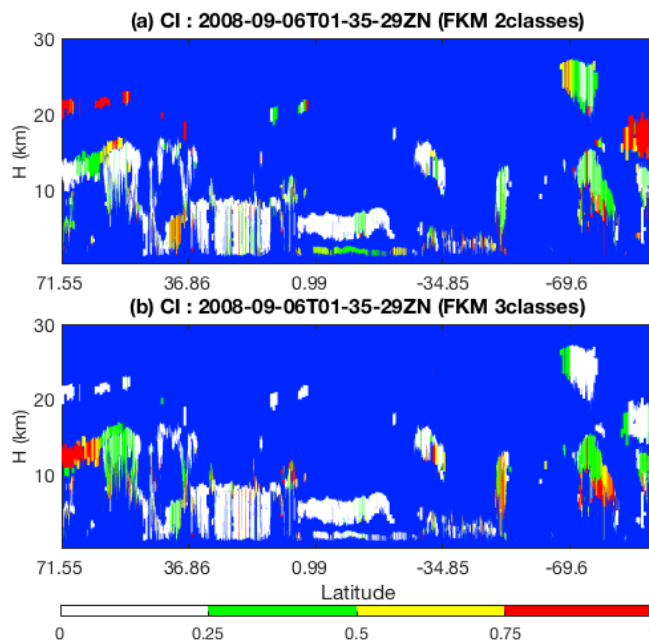 (a) CI : 2008-09-06T01-35-29ZN (FKM 2classes)
30
20
10
H (km)
71.55 36.86 0.99 -34.85 -69.6
(b) CI : 2008-09-06T01-35-29ZN (FKM 3classes)
30
20
10
H (km)
71.55 36.86 0.99 -34.85 -69.6
Latitude
0 0.25 0.5 0.75